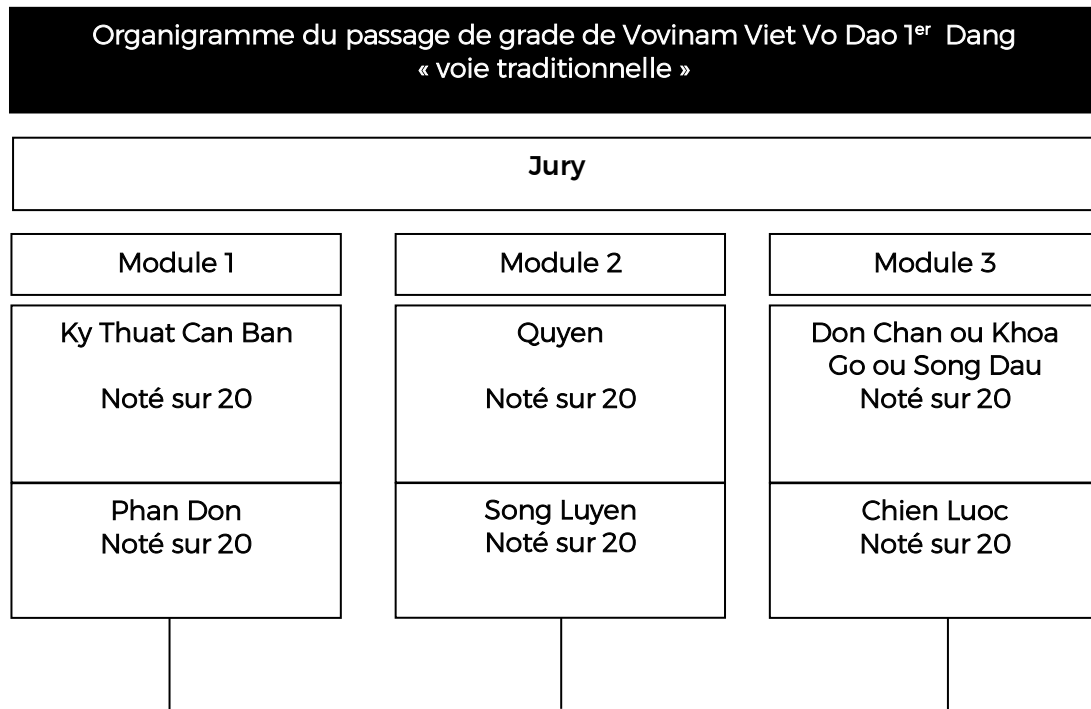 Organigramme du passage de grade de Vovinam Viet Vo Dao 1er Dang
« voie traditionnelle »
Jury
Module 1
Ky Thuat Can Ban
Noté sur 20
Phan Don
Noté sur 20
Module 2
Quyen
Noté sur 20
Song Luyen
Noté sur 20
Module 3
Don Chan ou Khoa
Go ou Song Dau
Noté sur 20
Chien Luoc
Noté sur 20